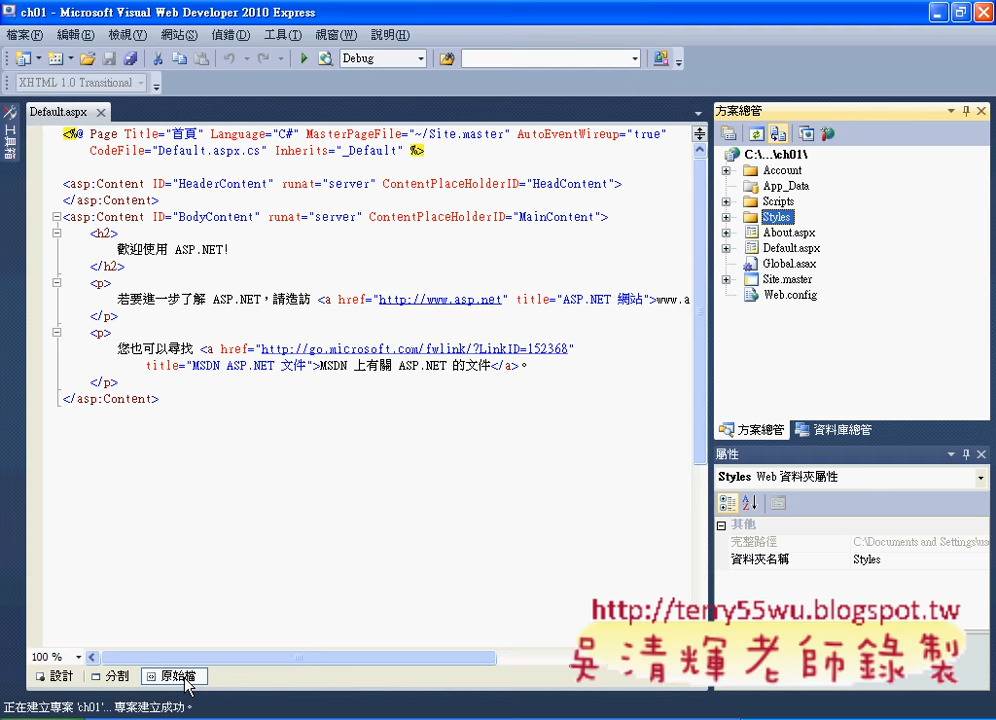 ch01 - Microsoft Visual Web Developer 2010 Express
檔案(F) 編輯(E) 檢視(V) 網站(S) 偵錯(D) 工具(T) 視窗(W) 說明(H)
Debug
XHTML 1.0 Transitional
工具箱
Default.aspx
<%@ Page Title="首頁" Language="C#" MasterPageFile="~/Site.master" AutoEventWireup="true"
CodeFile="Default.aspx.cs" Inherits="_Default" %>
<asp:Content ID="HeaderContent" runat="server" ContentPlaceHolderID="HeadContent">
</asp:Content>
<asp:Content ID="BodyContent" runat="server" ContentPlaceHolderID="MainContent">
<h2>
歡迎使用 ASP.NET!
</h2>
<p>
若要進一步了解 ASP.NET，請造訪 <a href="http://www.asp.net" title="ASP.NET 網站">www.a
</p>
<p>
您也可以尋找 <a href="http://go.microsoft.com/fwlink/?LinkID=152368"
title="MSDN ASP.NET 文件">MSDN 上有關 ASP.NET 的文件</a>。
</p>
</asp:Content>
100 %
設計 分割 原始檔
正在建立專案 'ch01'... 專案建立成功。
方案總管
C:\...\ch01\
Account
App_Data
Scripts
Styles
About.aspx
Default.aspx
Global.asax
Site.master
Web.config
方案總管 資料庫總管
屬性
Styles Web 資料夾屬性
其他
完整路徑 C:\Documents and Settings\us
資料夾名稱 Styles
http://terry55wu.blogspot.tw
吳清輝老師錄製